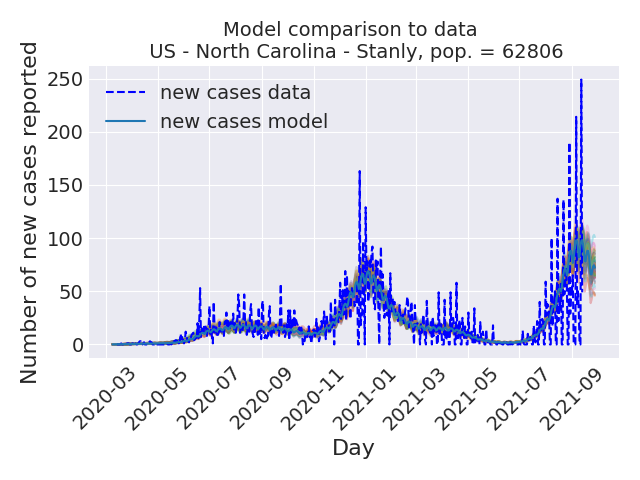 Model comparison to data
US - North Carolina - Stanly, pop. = 62806
Number of new cases reported
250
200
150
100
50
0
new cases data
new cases model
2020-03
2020-05
2020-07
2020-09
2020-11
2021-01
2021-03
2021-05
2021-07
2021-09
Day